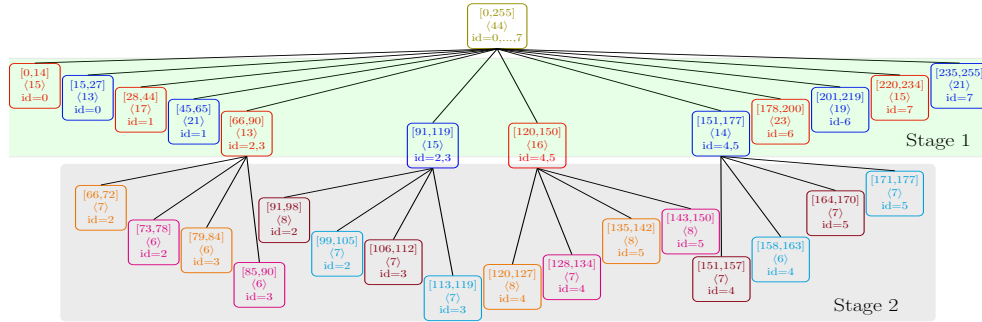 [0,255]
⟨44⟩
id=0,...,7
[0,14]
⟨15⟩
id=0
[15,27]
⟨13⟩
id=0
[28,44]
⟨17⟩
id=1
[45,65]
⟨21⟩
id=1
[66,90]
⟨13⟩
id=2,3
[91,119]
⟨15⟩
id=2,3
[120,150]
⟨16⟩
id=4,5
[151,177]
⟨14⟩
id=4,5
[178,200]
⟨23⟩
id=6
[201,219]
⟨19⟩
id-6
[220,234]
⟨15⟩
id=7
[235,255]
⟨21⟩
id=7
Stage 1
[66,72]
⟨7⟩
id=2
[73,78]
⟨6⟩
id=2
[79,84]
⟨6⟩
id=3
[85,90]
⟨6⟩
id=3
[91,98]
⟨8⟩
id=2
[99,105]
⟨7⟩
id=2
[106,112]
⟨7⟩
id=3
[113,119]
⟨7⟩
id=3
[120,127]
⟨8⟩
id=4
[128,134]
⟨7⟩
id=4
[135,142]
⟨8⟩
id=5
[143,150]
⟨8⟩
id=5
[151,157]
⟨7⟩
id=4
[158,163]
⟨6⟩
id=4
[164,170]
⟨7⟩
id=5
[171,177]
⟨7⟩
id=5
Stage 2